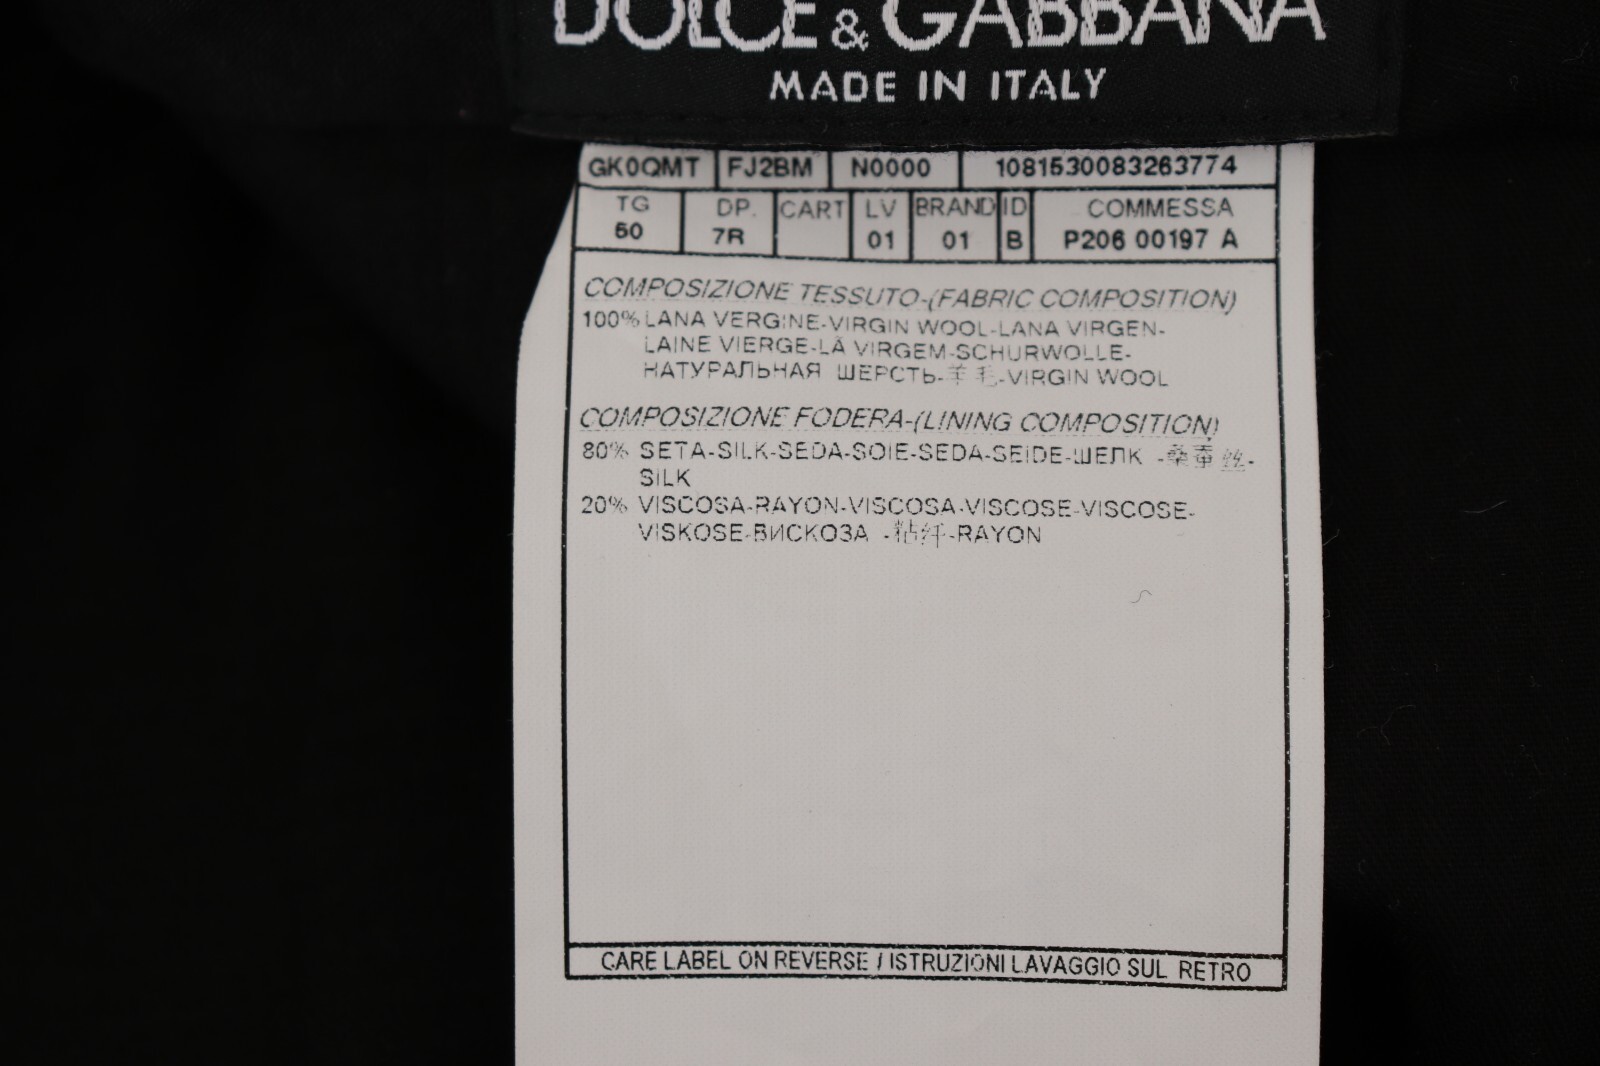 DOLCE & GABBANA
MADE IN ITALY
GK0QMT FJ2BM N0000 1081530083263774
TG DP. CART LV BRAND ID COMMESSA
50 7R 01 01 B P206 00197 A
COMPOSIZIONE TESSUTO-(FABRIC COMPOSITION)
100% LANA VERGINE-VIRGIN WOOL-LANA VIRGEN-
LAINE VIERGE-LÃ VIRGEM-SCHURWOLLE-
НАТУРАЛЬНАЯ ШЕРСТЬ-羊毛-VIRGIN WOOL
COMPOSIZIONE FODERA-(LINING COMPOSITION)
80% SETA-SILK-SEDA-SOIE-SEDA-SEIDE-ШЕЛК -桑蚕丝-
SILK
20% VISCOSA-RAYON-VISCOSA-VISCOSE-VISCOSE-
VISKOSE-ВИСКОЗА -粘纤-RAYON
CARE LABEL ON REVERSE / ISTRUZIONI LAVAGGIO SUL RETRO